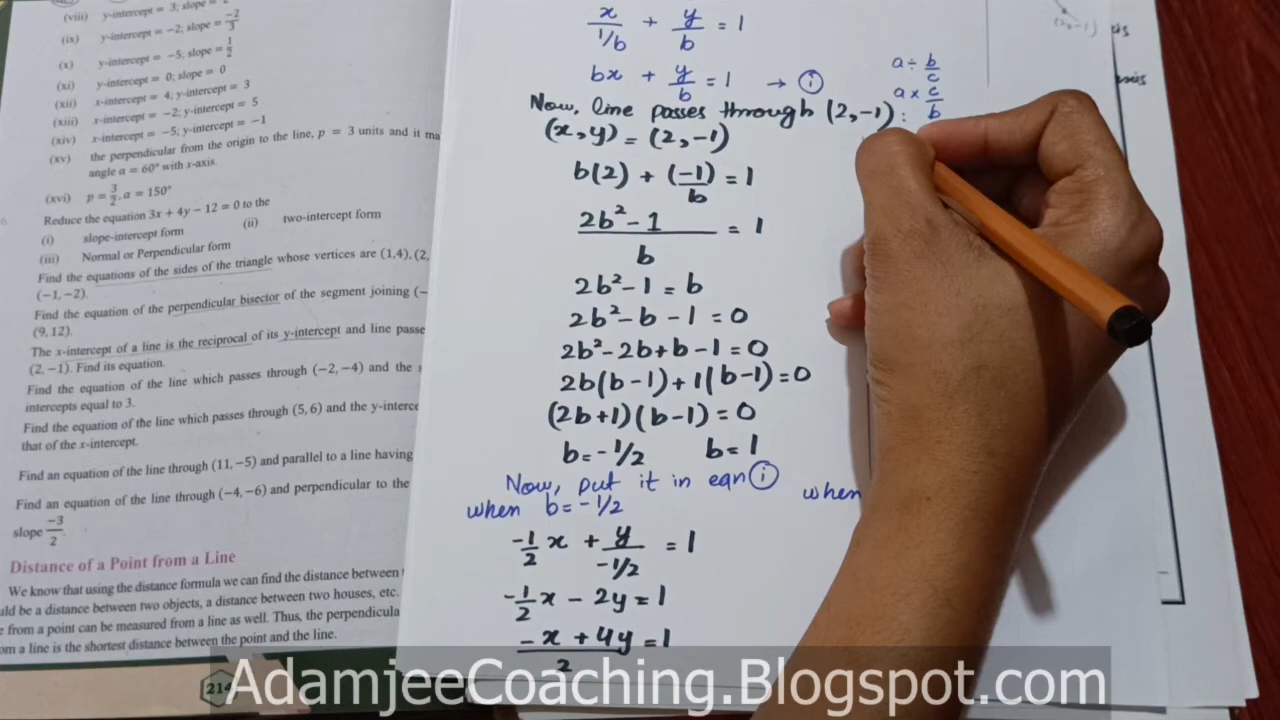 (viii) y-intercept = 3; slope =
(ix) y-intercept = −2; slope = −2/3
(x) y-intercept = −5; slope = 1/2
(xi) y-intercept = 0; slope = 0
(xii) x-intercept = 4; y-intercept = 3
(xiii) x-intercept = −2; y-intercept = 5
(xiv) x-intercept = −5; y-intercept = −1
(xv) the perpendicular from the origin to the line, p = 3 units and it ma
angle α = 60° with x-axis.
(xvi) p = 3/2, α = 150°
6. Reduce the equation 3x + 4y − 12 = 0 to the
(i) slope-intercept form (ii) two-intercept form
(iii) Normal or Perpendicular form
Find the equations of the sides of the triangle whose vertices are (1,4), (2,
(−1, −2).
Find the equation of the perpendicular bisector of the segment joining (−
(9, 12).
The x-intercept of a line is the reciprocal of its y-intercept and line passe
(2, −1). Find its equation.
Find the equation of the line which passes through (−2, −4) and the s
intercepts equal to 3.
Find the equation of the line which passes through (5, 6) and the y-interce
that of the x-intercept.
Find an equation of the line through (11, −5) and parallel to a line having
Find an equation of the line through (−4, −6) and perpendicular to the
slope −3/2.
Distance of a Point from a Line
We know that using the distance formula we can find the distance between
uld be a distance between two objects, a distance between two houses, etc.
e from a point can be measured from a line as well. Thus, the perpendicula
om a line is the shortest distance between the point and the line.
214
x/(1/b) + y/b = 1
bx + y/b = 1 → (i)
a ÷ b/c
a × c/b
Now, line passes through (2, −1):
(x, y) = (2, −1)
b(2) + (−1)/b = 1
(2b² − 1)/b = 1
2b² − 1 = b
2b² − b − 1 = 0
2b² − 2b + b − 1 = 0
2b(b − 1) + 1(b − 1) = 0
(2b + 1)(b − 1) = 0
b = −1/2 b = 1
Now, put it in eqn (i)
when b = −1/2 when
−1/2 x + y/(−1/2) = 1
−1/2 x − 2y = 1
(−x + 4y)/2 = 1
(2, −1)
is
AdamjeeCoaching.Blogspot.com